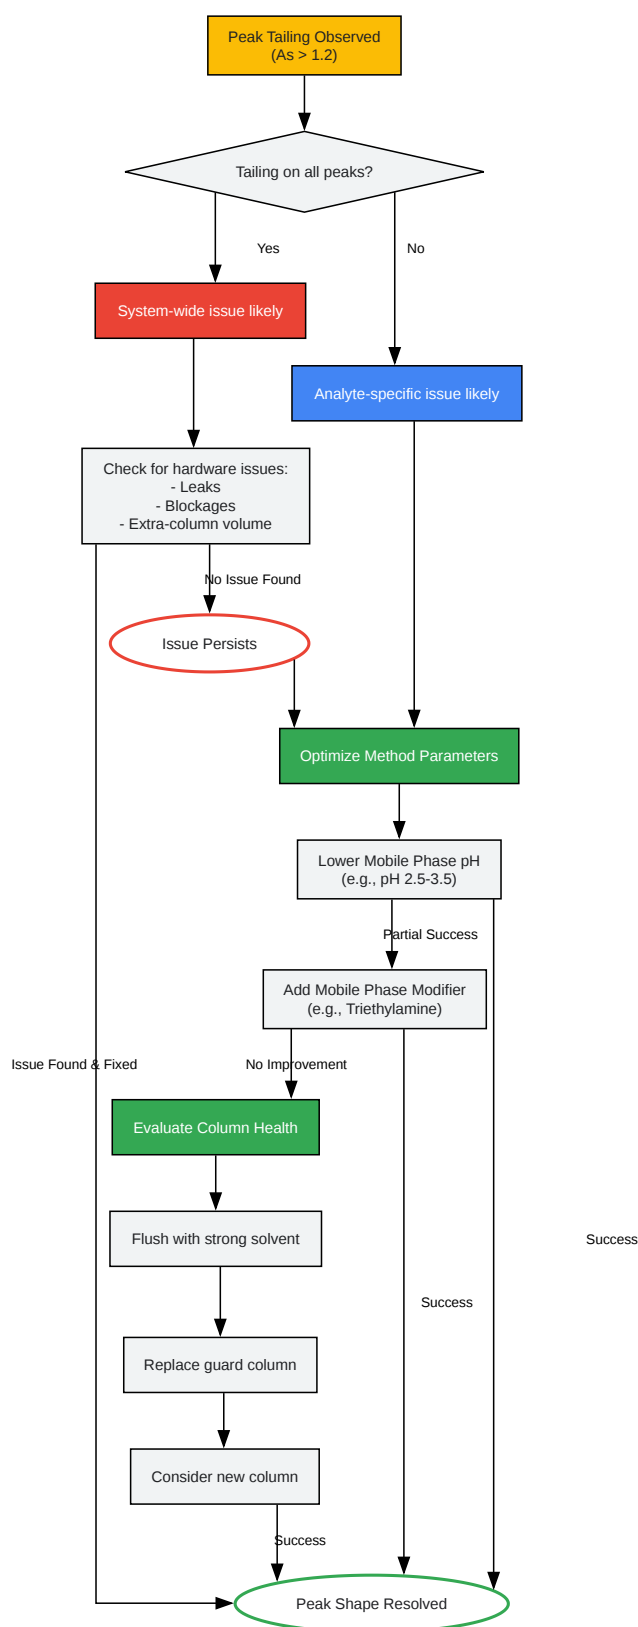 Peak Tailing Observed
(As > 1.2)
Tailing on all peaks?
Yes
No
System-wide issue likely
Analyte-specific issue likely
Check for hardware issues:
- Leaks
- Blockages
- Extra-column volume
No Issue Found
Issue Persists
Optimize Method Parameters
Lower Mobile Phase pH
(e.g., pH 2.5-3.5)
Partial Success
Add Mobile Phase Modifier
(e.g., Triethylamine)
Issue Found & Fixed
No Improvement
Evaluate Column Health
Flush with strong solvent
Success
Success
Replace guard column
Consider new column
Success
Peak Shape Resolved